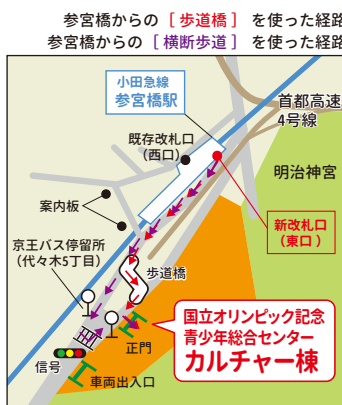 参宮橋からの [ 歩道橋 ] を使った経路
参宮橋からの [ 横断歩道 ] を使った経路
小田急線
参宮橋駅
首都高速
4号線
既存改札口
(西口)
明治神宮
案内板
新改札口
(東口)
京王バス停留所
(代々木5丁目)
歩道橋
国立オリンピック記念
青少年総合センター
カルチャー棟
正門
信号
車両出入口